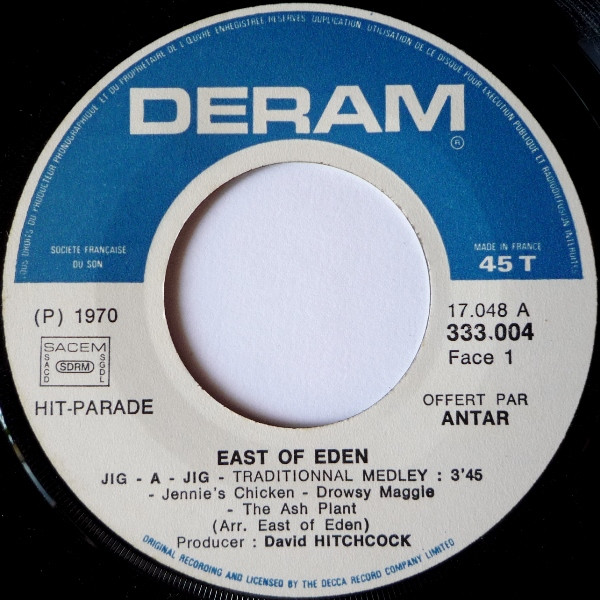 TOUS DROITS DU PRODUCTEUR PHONOGRAPHIQUE ET DU PROPRIETAIRE DE L'ŒUVRE ENREGISTREE RESERVES DUPLICATION, UTILISATION DE CE DISQUE POUR EXECUTION PUBLIQUE ET RADIODIFFUSION INTERDITS
DERAM
®
SOCIETE FRANÇAISE
DU SON
MADE IN FRANCE
45 T
(P) 1970
SACEM
SACD
SDRM
SGDL
HIT-PARADE
17.048 A
333.004
Face 1
OFFERT PAR
ANTAR
EAST OF EDEN
JIG - A - JIG - TRADITIONNAL MEDLEY : 3'45
- Jennie's Chicken - Drowsy Maggie
- The Ash Plant
(Arr. East of Eden)
Producer : David HITCHCOCK
ORIGINAL RECORDING AND LICENSED BY THE DECCA RECORD COMPANY LIMITED